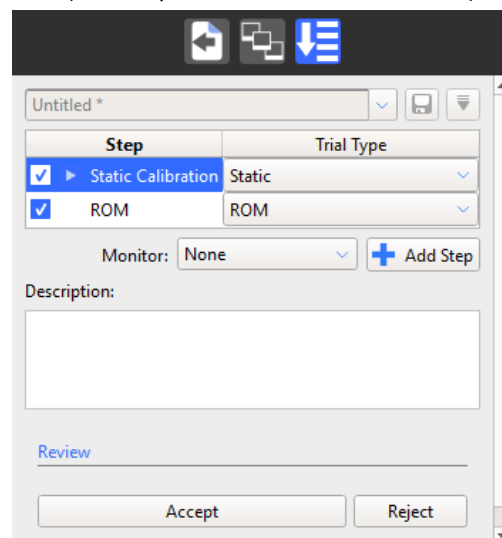 Untitled *
Step Trial Type
Static Calibration Static
ROM ROM
Monitor: None Add Step
Description:
Review
Accept Reject